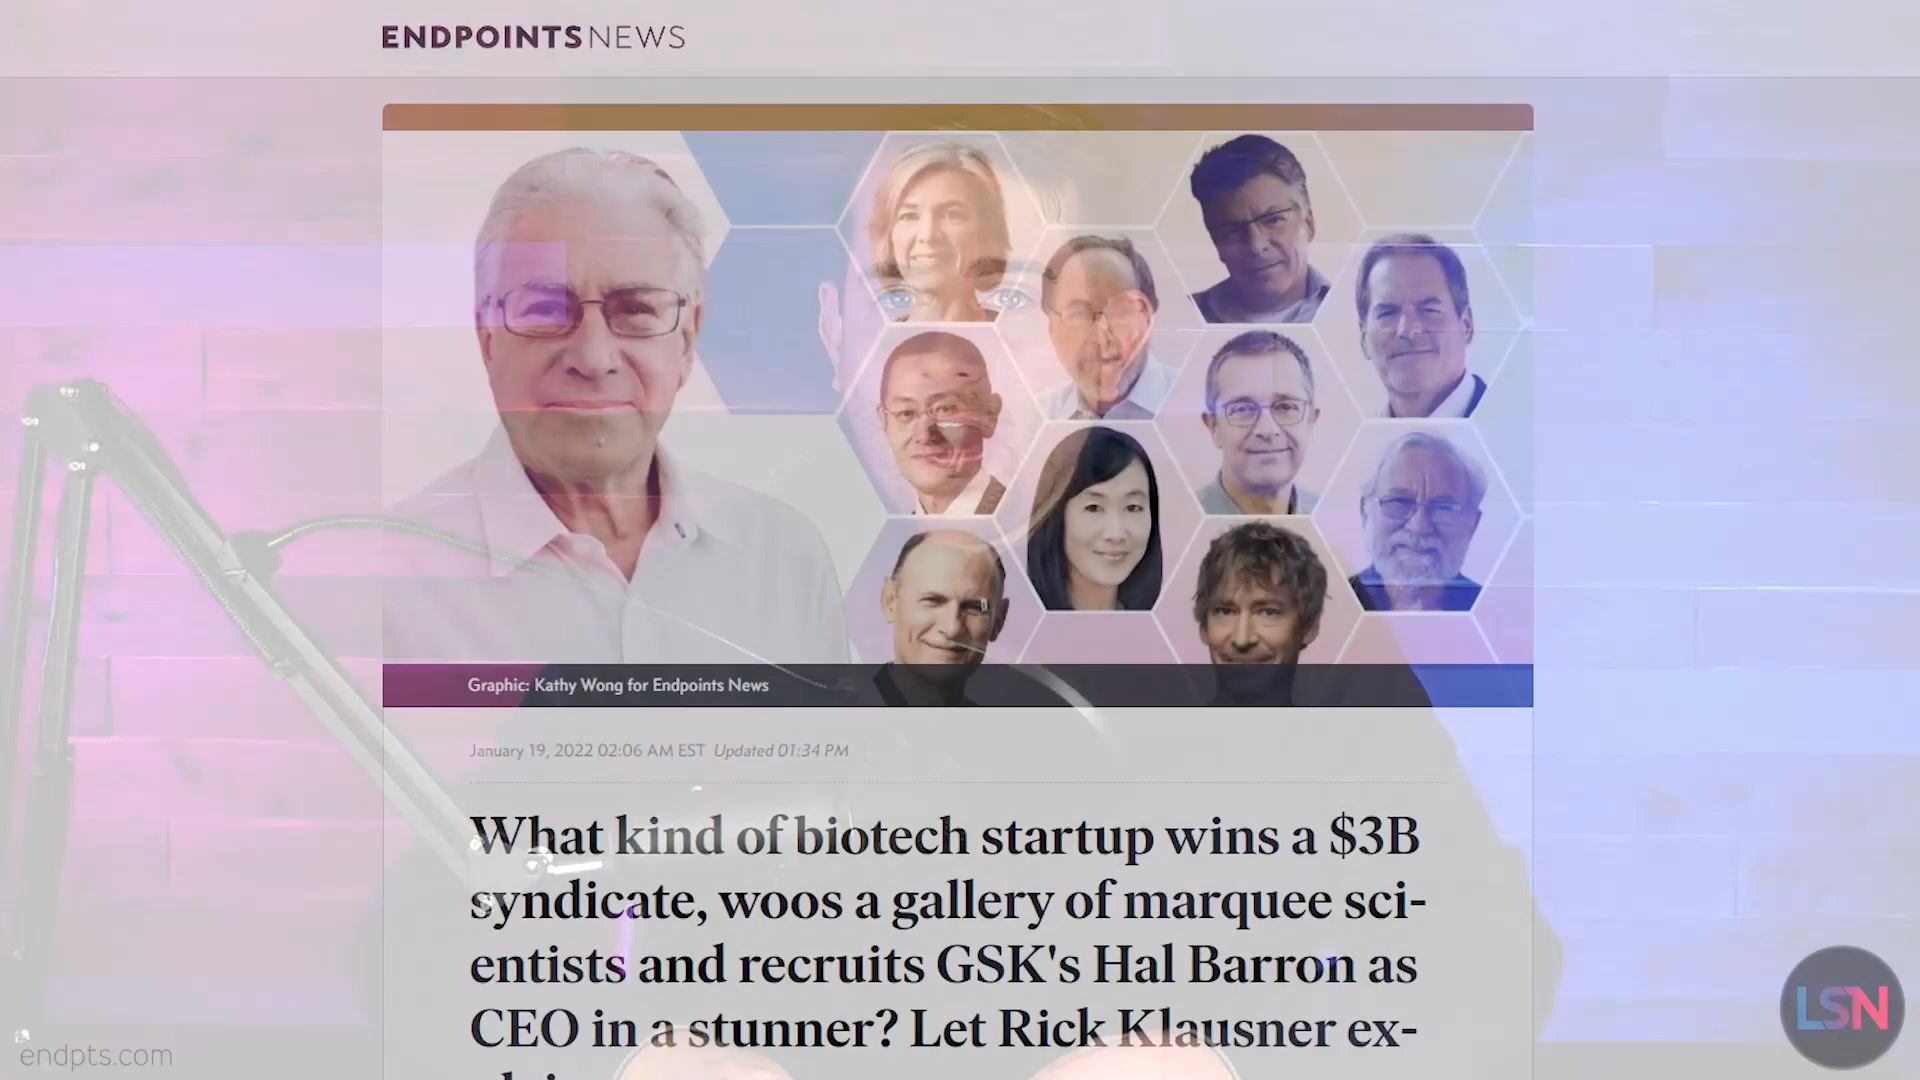 ENDPOINTS NEWS
Graphic: Kathy Wong for Endpoints News
January 19, 2022 02:06 AM EST Updated 01:34 PM
What kind of biotech startup wins a $3B
syndicate, woos a gallery of marquee sci-
entists and recruits GSK's Hal Barron as
CEO in a stunner? Let Rick Klausner ex-
endpts.com
LSN